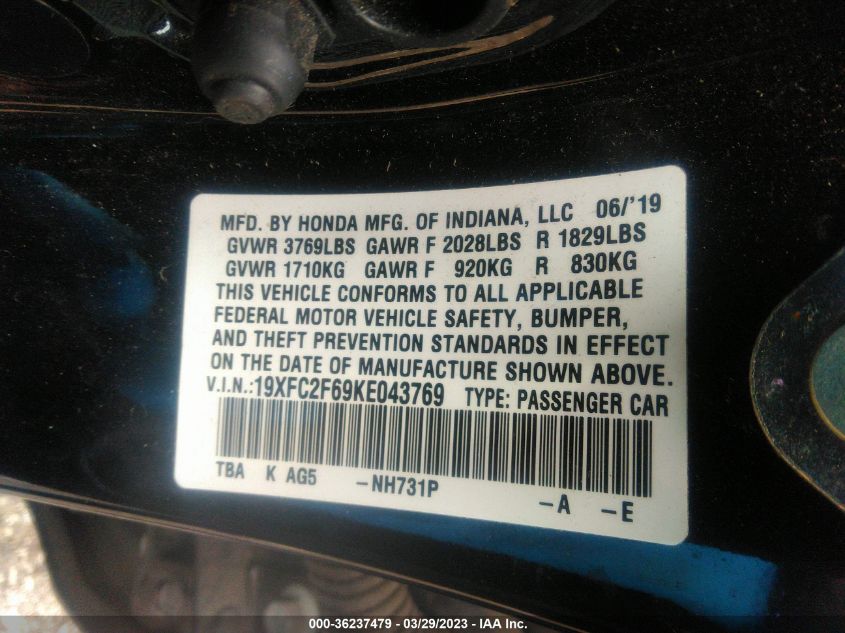 MFD. BY HONDA MFG. OF INDIANA, LLC 06/'19
GVWR 3769LBS GAWR F 2028LBS R 1829LBS
GVWR 1710KG GAWR F 920KG R 830KG
THIS VEHICLE CONFORMS TO ALL APPLICABLE
FEDERAL MOTOR VEHICLE SAFETY, BUMPER,
AND THEFT PREVENTION STANDARDS IN EFFECT
ON THE DATE OF MANUFACTURE SHOWN ABOVE.
V.I.N.:19XFC2F69KE043769 TYPE: PASSENGER CAR
TBA K AG5 -NH731P -A -E
000-36237479 - 03/29/2023 - IAA Inc.